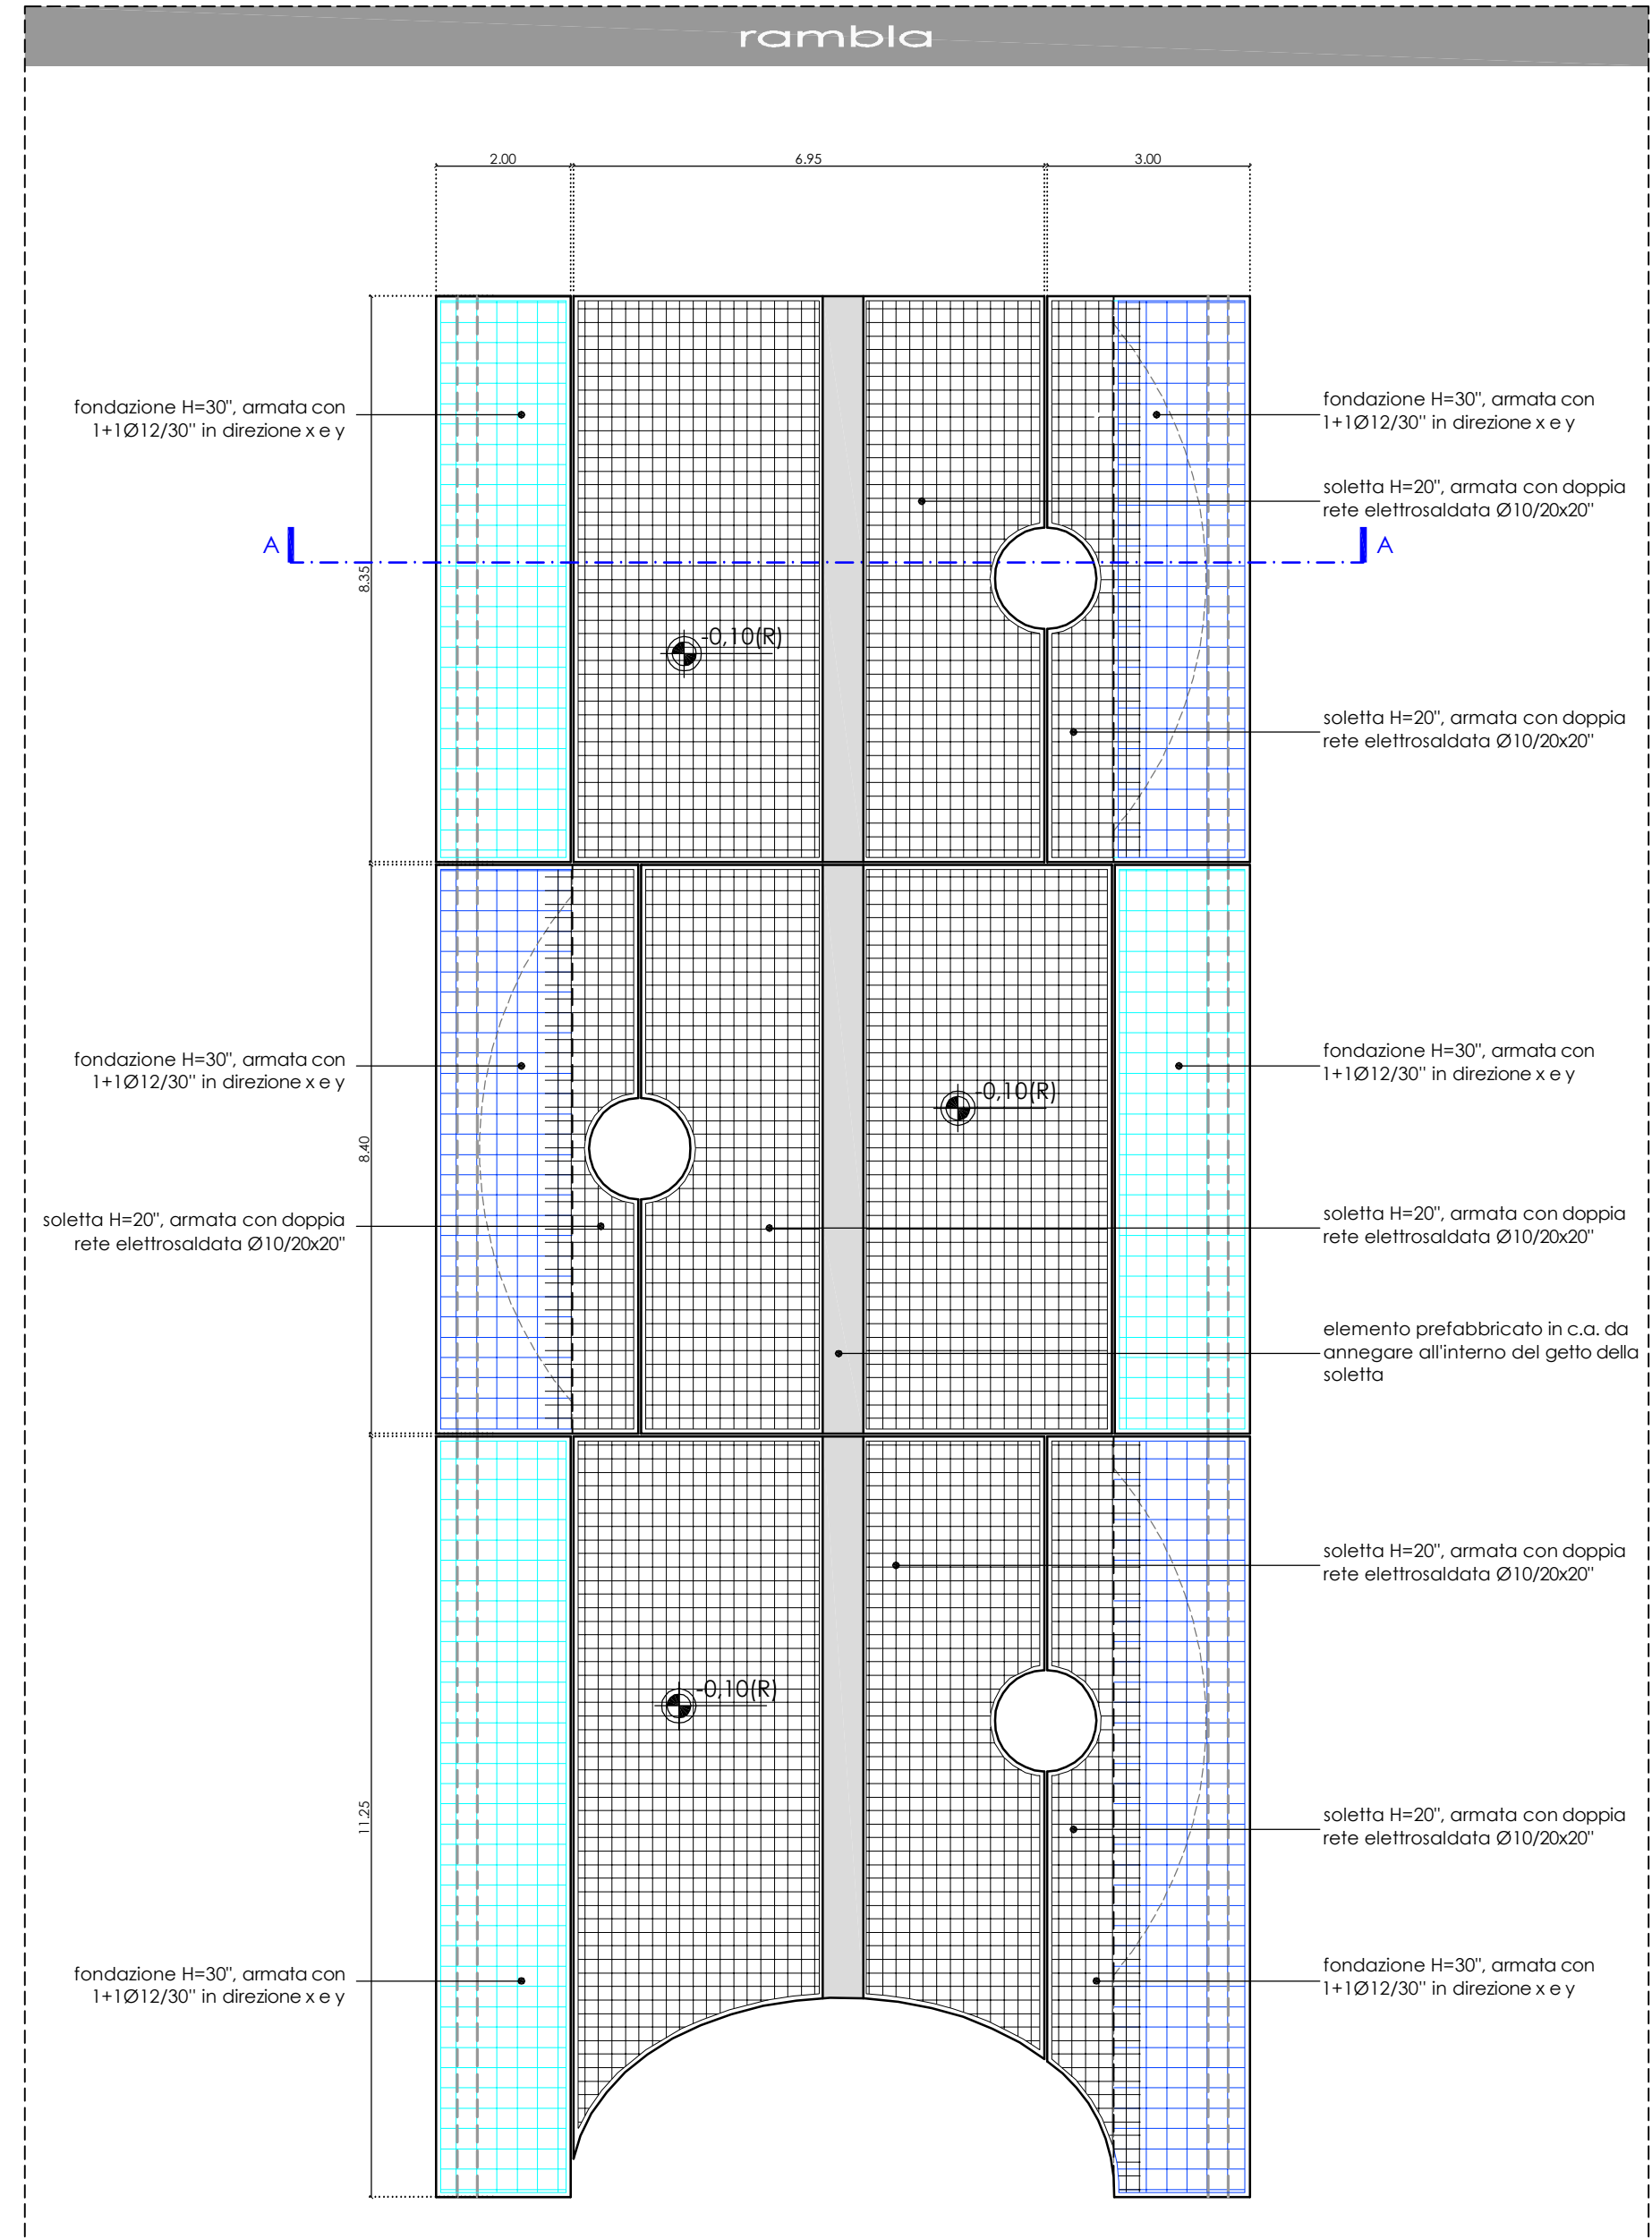 rambla
2.00
6.95
3.00
fondazione H=30", armata con
1+1Ø12/30" in direzione x e y
fondazione H=30", armata con
1+1Ø12/30" in direzione x e y
soletta H=20", armata con doppia
rete elettrosaldata Ø10/20x20"
A
A
8.35
-0,10(R)
soletta H=20", armata con doppia
rete elettrosaldata Ø10/20x20"
fondazione H=30", armata con
1+1Ø12/30" in direzione x e y
fondazione H=30", armata con
1+1Ø12/30" in direzione x e y
-0,10(R)
8.40
soletta H=20", armata con doppia
rete elettrosaldata Ø10/20x20"
soletta H=20", armata con doppia
rete elettrosaldata Ø10/20x20"
elemento prefabbricato in c.a. da
annegare all'interno del getto della
soletta
soletta H=20", armata con doppia
rete elettrosaldata Ø10/20x20"
-0,10(R)
11.25
soletta H=20", armata con doppia
rete elettrosaldata Ø10/20x20"
fondazione H=30", armata con
1+1Ø12/30" in direzione x e y
fondazione H=30", armata con
1+1Ø12/30" in direzione x e y